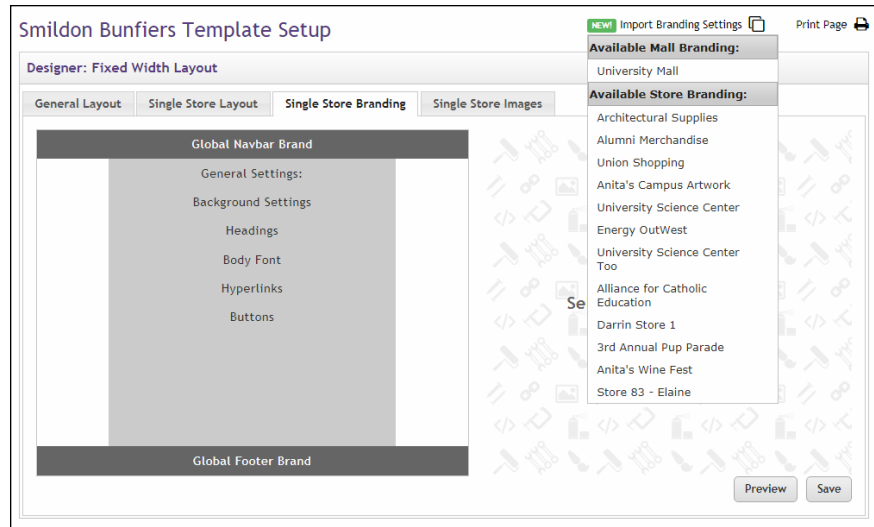 Smildon Bunfiers Template Setup
NEW! Import Branding Settings
Print Page
Designer: Fixed Width Layout
General Layout
Single Store Layout
Single Store Branding
Single Store Images
Global Navbar Brand
General Settings:
Background Settings
Headings
Body Font
Hyperlinks
Buttons
Global Footer Brand
Available Mall Branding:
University Mall
Available Store Branding:
Architectural Supplies
Alumni Merchandise
Union Shopping
Anita's Campus Artwork
University Science Center
Energy OutWest
University Science Center
Too
Alliance for Catholic
Education
Darrin Store 1
3rd Annual Pup Parade
Anita's Wine Fest
Store 83 - Elaine
Se
Preview
Save